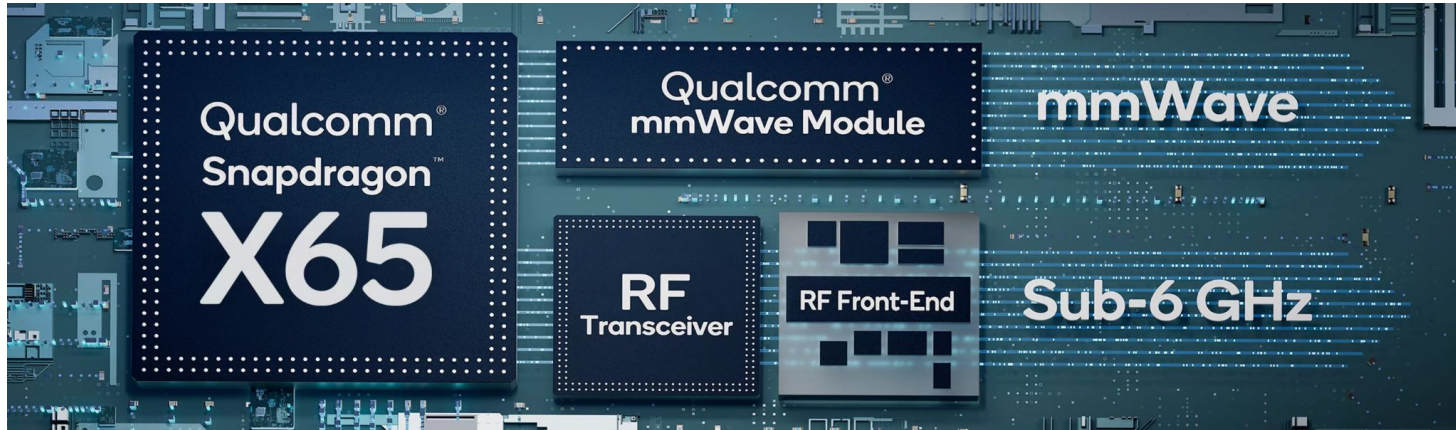 Qualcomm®
Snapdragon™
X65
Qualcomm®
mmWave Module
mmWave
RF
Transceiver
RF Front-End
Sub-6 GHz